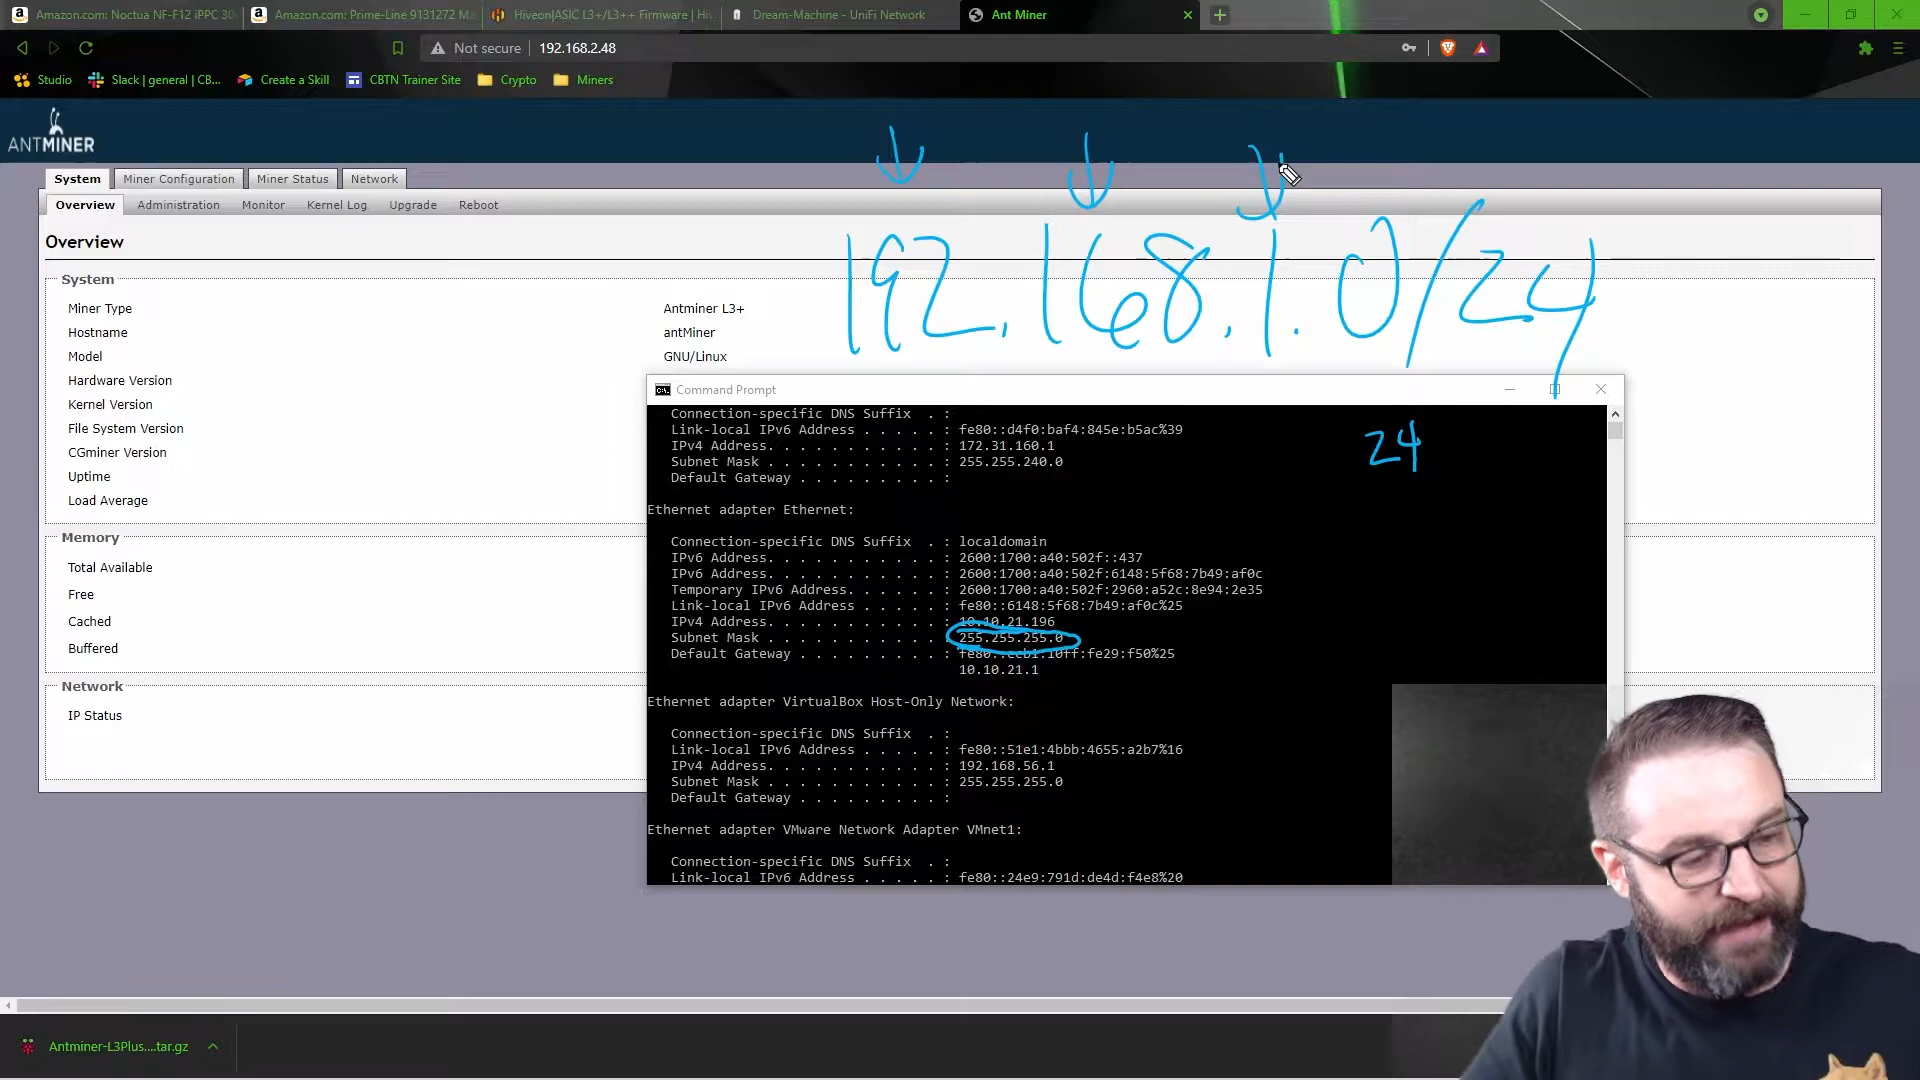 Amazon.com: Noctua NF-F12 iPPC 30
Amazon.com: Prime-Line 9131272 Ma
Hiveon|ASIC L3+/L3++ Firmware | Hiv
Dream-Machine - UniFi Network
Ant Miner
Not secure
192.168.2.48
Studio
Slack | general | CB...
Create a Skill
CBTN Trainer Site
Crypto
Miners
ANTMINER
System
Miner Configuration
Miner Status
Network
Overview
Administration
Monitor
Kernel Log
Upgrade
Reboot
192.168.1.0/24
Overview
System
Miner Type
Antminer L3+
Hostname
antMiner
Model
GNU/Linux
Hardware Version
Kernel Version
File System Version
CGminer Version
Uptime
Load Average
Memory
Total Available
Free
Cached
Buffered
Network
IP Status
Command Prompt
Connection-specific DNS Suffix . :
Link-local IPv6 Address . . . . . : fe80::d4f0:baf4:845e:b5ac%39
IPv4 Address. . . . . . . . . . . : 172.31.160.1
Subnet Mask . . . . . . . . . . . : 255.255.240.0
Default Gateway . . . . . . . . . :
24
Ethernet adapter Ethernet:
Connection-specific DNS Suffix . : localdomain
IPv6 Address. . . . . . . . . . . : 2600:1700:a40:502f::437
IPv6 Address. . . . . . . . . . . : 2600:1700:a40:502f:6148:5f68:7b49:af0c
Temporary IPv6 Address. . . . . . : 2600:1700:a40:502f:2960:a52c:8e94:2e35
Link-local IPv6 Address . . . . . : fe80::6148:5f68:7b49:af0c%25
IPv4 Address. . . . . . . . . . . : 10.10.21.196
Subnet Mask . . . . . . . . . . . : 255.255.255.0
Default Gateway . . . . . . . . . :
10.10.21.1
Ethernet adapter VirtualBox Host-Only Network:
Connection-specific DNS Suffix . :
Link-local IPv6 Address . . . . . : fe80::51e1:4bbb:4655:a2b7%16
IPv4 Address. . . . . . . . . . . : 192.168.56.1
Subnet Mask . . . . . . . . . . . : 255.255.255.0
Default Gateway . . . . . . . . . :
Ethernet adapter VMware Network Adapter VMnet1:
Connection-specific DNS Suffix . :
Link-local IPv6 Address . . . . . : fe80::24e9:791d:de4d:f4e8%20
Antminer-L3Plus....tar.gz